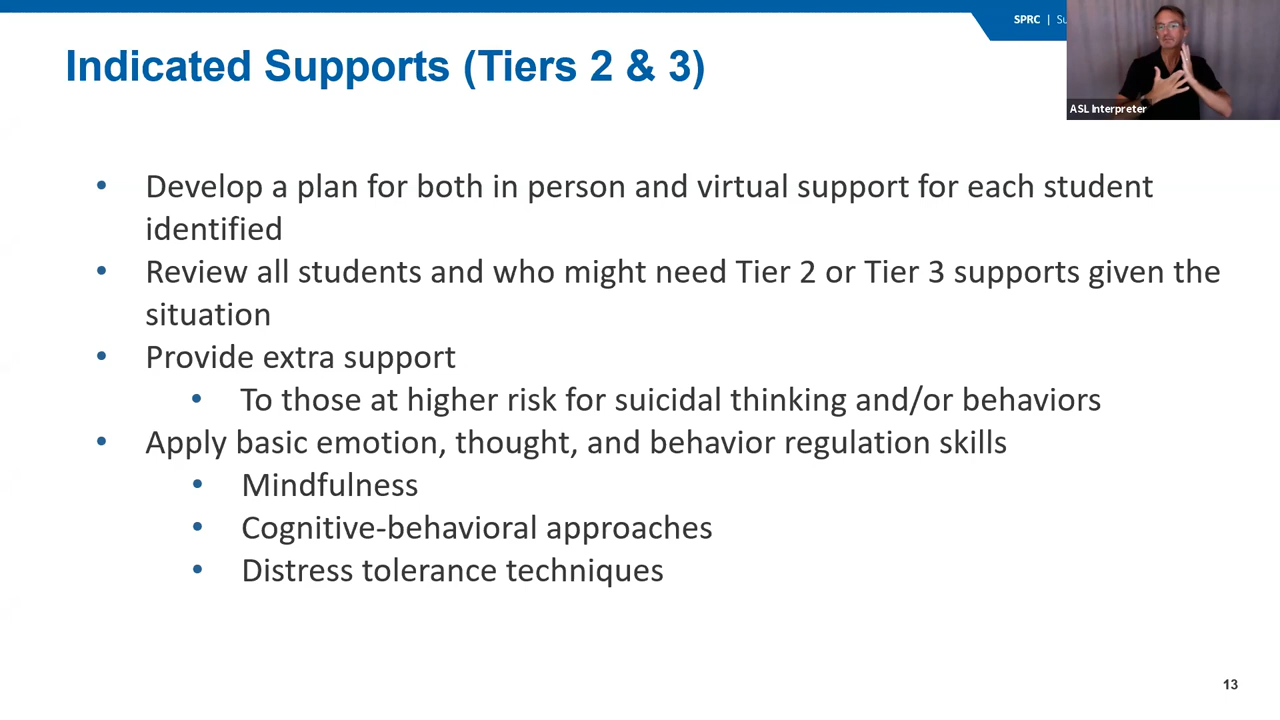 SPRC |
ASL Interpreter
Indicated Supports (Tiers 2 & 3)
• Develop a plan for both in person and virtual support for each student
identified
• Review all students and who might need Tier 2 or Tier 3 supports given the
situation
• Provide extra support
• To those at higher risk for suicidal thinking and/or behaviors
• Apply basic emotion, thought, and behavior regulation skills
• Mindfulness
• Cognitive-behavioral approaches
• Distress tolerance techniques
13